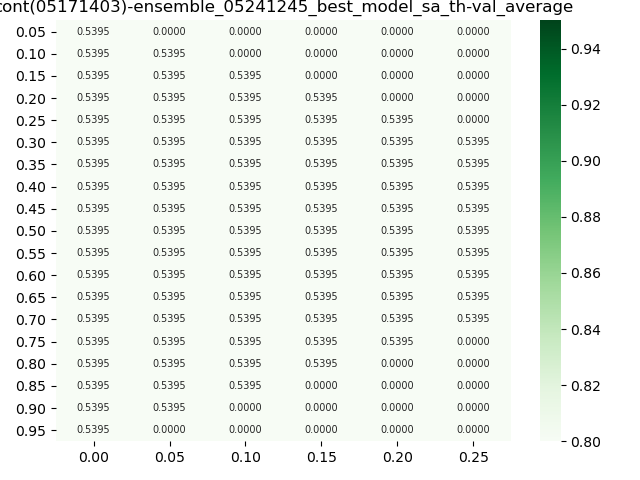 cont(05171403)-ensemble_05241245_best_model_sa_th-val_average
0.05 0.5395 0.0000 0.0000 0.0000 0.0000 0.0000
0.10 0.5395 0.5395 0.0000 0.0000 0.0000 0.0000
0.15 0.5395 0.5395 0.5395 0.0000 0.0000 0.0000
0.20 0.5395 0.5395 0.5395 0.5395 0.0000 0.0000
0.25 0.5395 0.5395 0.5395 0.5395 0.5395 0.0000
0.30 0.5395 0.5395 0.5395 0.5395 0.5395 0.5395
0.35 0.5395 0.5395 0.5395 0.5395 0.5395 0.5395
0.40 0.5395 0.5395 0.5395 0.5395 0.5395 0.5395
0.45 0.5395 0.5395 0.5395 0.5395 0.5395 0.5395
0.50 0.5395 0.5395 0.5395 0.5395 0.5395 0.5395
0.55 0.5395 0.5395 0.5395 0.5395 0.5395 0.5395
0.60 0.5395 0.5395 0.5395 0.5395 0.5395 0.5395
0.65 0.5395 0.5395 0.5395 0.5395 0.5395 0.5395
0.70 0.5395 0.5395 0.5395 0.5395 0.5395 0.5395
0.75 0.5395 0.5395 0.5395 0.5395 0.5395 0.0000
0.80 0.5395 0.5395 0.5395 0.5395 0.0000 0.0000
0.85 0.5395 0.5395 0.5395 0.0000 0.0000 0.0000
0.90 0.5395 0.5395 0.0000 0.0000 0.0000 0.0000
0.95 0.5395 0.0000 0.0000 0.0000 0.0000 0.0000
0.00 0.05 0.10 0.15 0.20 0.25
0.94
0.92
0.90
0.88
0.86
0.84
0.82
0.80